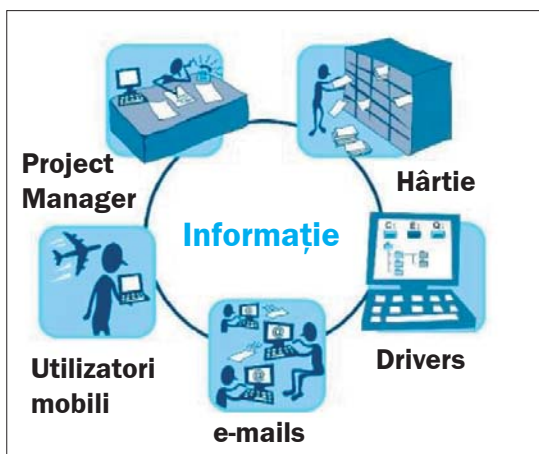 Project
Manager
Hârtie
Informație
C: E: Q:
Utilizatori
mobili
Drivers
@
@
@
@
e-mails